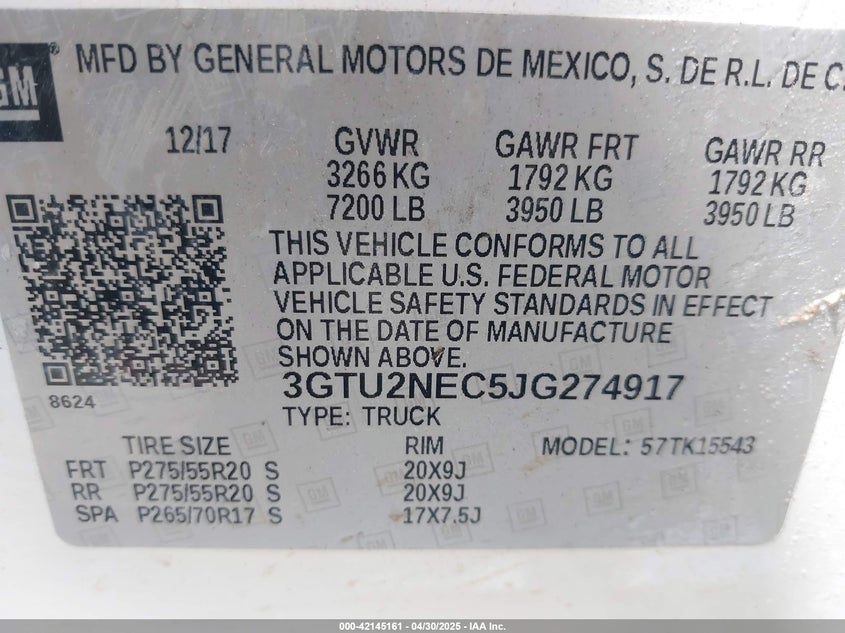 GM
MFD BY GENERAL MOTORS DE MEXICO, S. DE R.L. DE C.
12/17 GVWR GAWR FRT GAWR RR
3266 KG 1792 KG 1792 KG
7200 LB 3950 LB 3950 LB
THIS VEHICLE CONFORMS TO ALL
APPLICABLE U.S. FEDERAL MOTOR
VEHICLE SAFETY STANDARDS IN EFFECT
ON THE DATE OF MANUFACTURE
SHOWN ABOVE.
3GTU2NEC5JG274917
8624
TYPE: TRUCK
TIRE SIZE RIM MODEL: 57TK15543
FRT P275/55R20 S 20X9J
RR P275/55R20 S 20X9J
SPA P265/70R17 S 17X7.5J
000-42145161 - 04/30/2025 - IAA Inc.